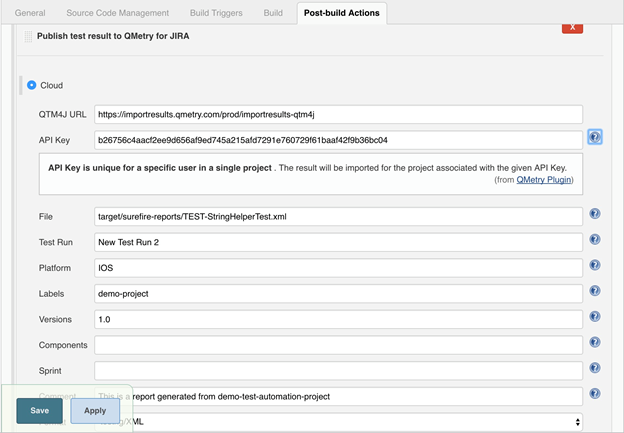 General Source Code Management Build Triggers Build Post-build Actions
X
Publish test result to QMetry for JIRA
Cloud
QTM4J URL https://importresults.qmetry.com/prod/importresults-qtm4j
API Key b26756c4aacf2ee9d656af9ed745a215afd7291e760729f61baaf42f9b36bc04
API Key is unique for a specific user in a single project . The result will be imported for the project associated with the given API Key.
(from QMetry Plugin)
File target/surefire-reports/TEST-StringHelperTest.xml
Test Run New Test Run 2
Platform IOS
Labels demo-project
Versions 1.0
Components
Sprint
Comment This is a report generated from demo-test-automation-project
Save Apply